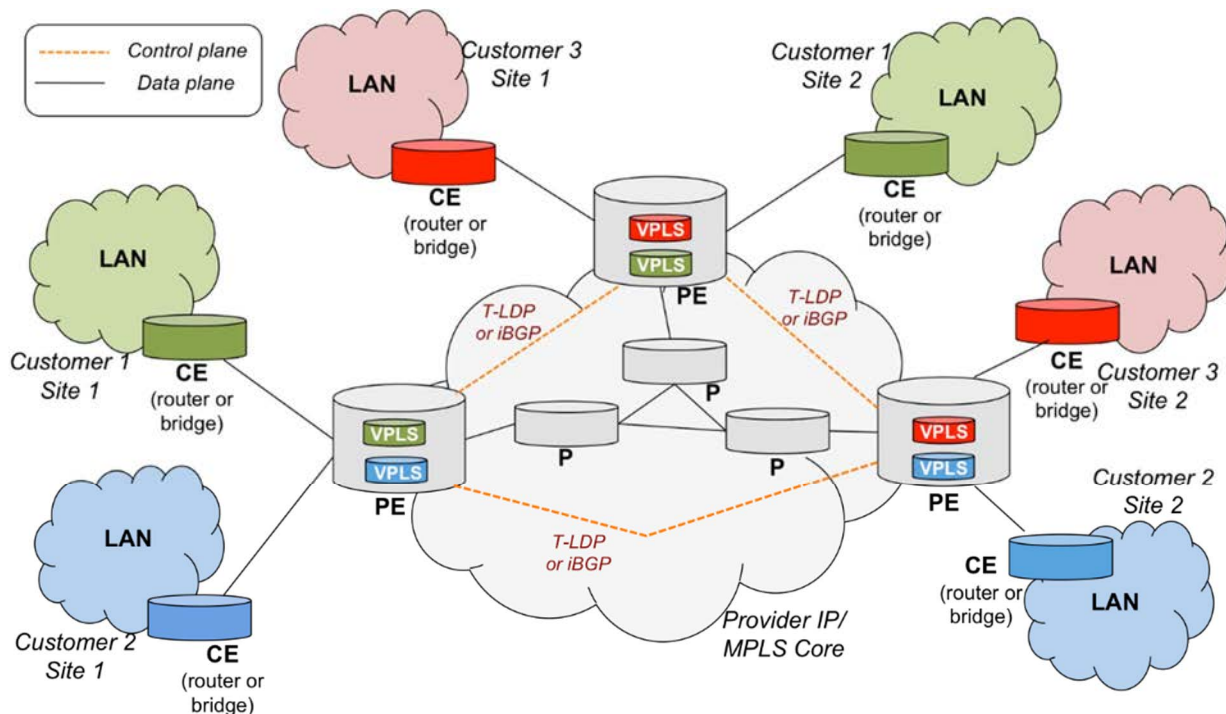 Control plane
Data plane
Customer 3
Site 1
LAN
CE
(router or
bridge)
Customer 1
Site 2
LAN
CE
(router or
bridge)
VPLS
VPLS
PE
LAN
Customer 1
Site 1
CE
(router or
bridge)
T-LDP
or iBGP
T-LDP
or iBGP
LAN
CE
(router or
bridge)
Customer 3
Site 2
P
VPLS
VPLS
PE
P
P
VPLS
VPLS
PE
T-LDP
or iBGP
Customer 2
Site 2
LAN
CE
(router or
bridge)
LAN
Customer 2
Site 1
CE
(router or
bridge)
Provider IP/
MPLS Core